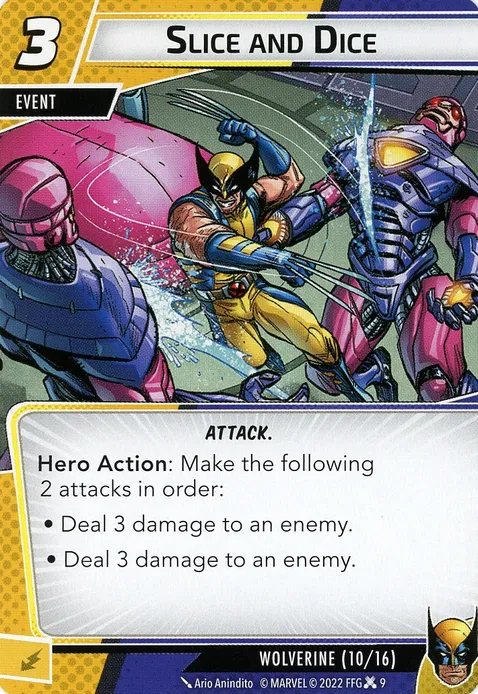 3
SLICE AND DICE
EVENT
ATTACK.
Hero Action: Make the following
2 attacks in order:
• Deal 3 damage to an enemy.
• Deal 3 damage to an enemy.
WOLVERINE (10/16)
Ario Anindito © MARVEL © 2022 FFG 9